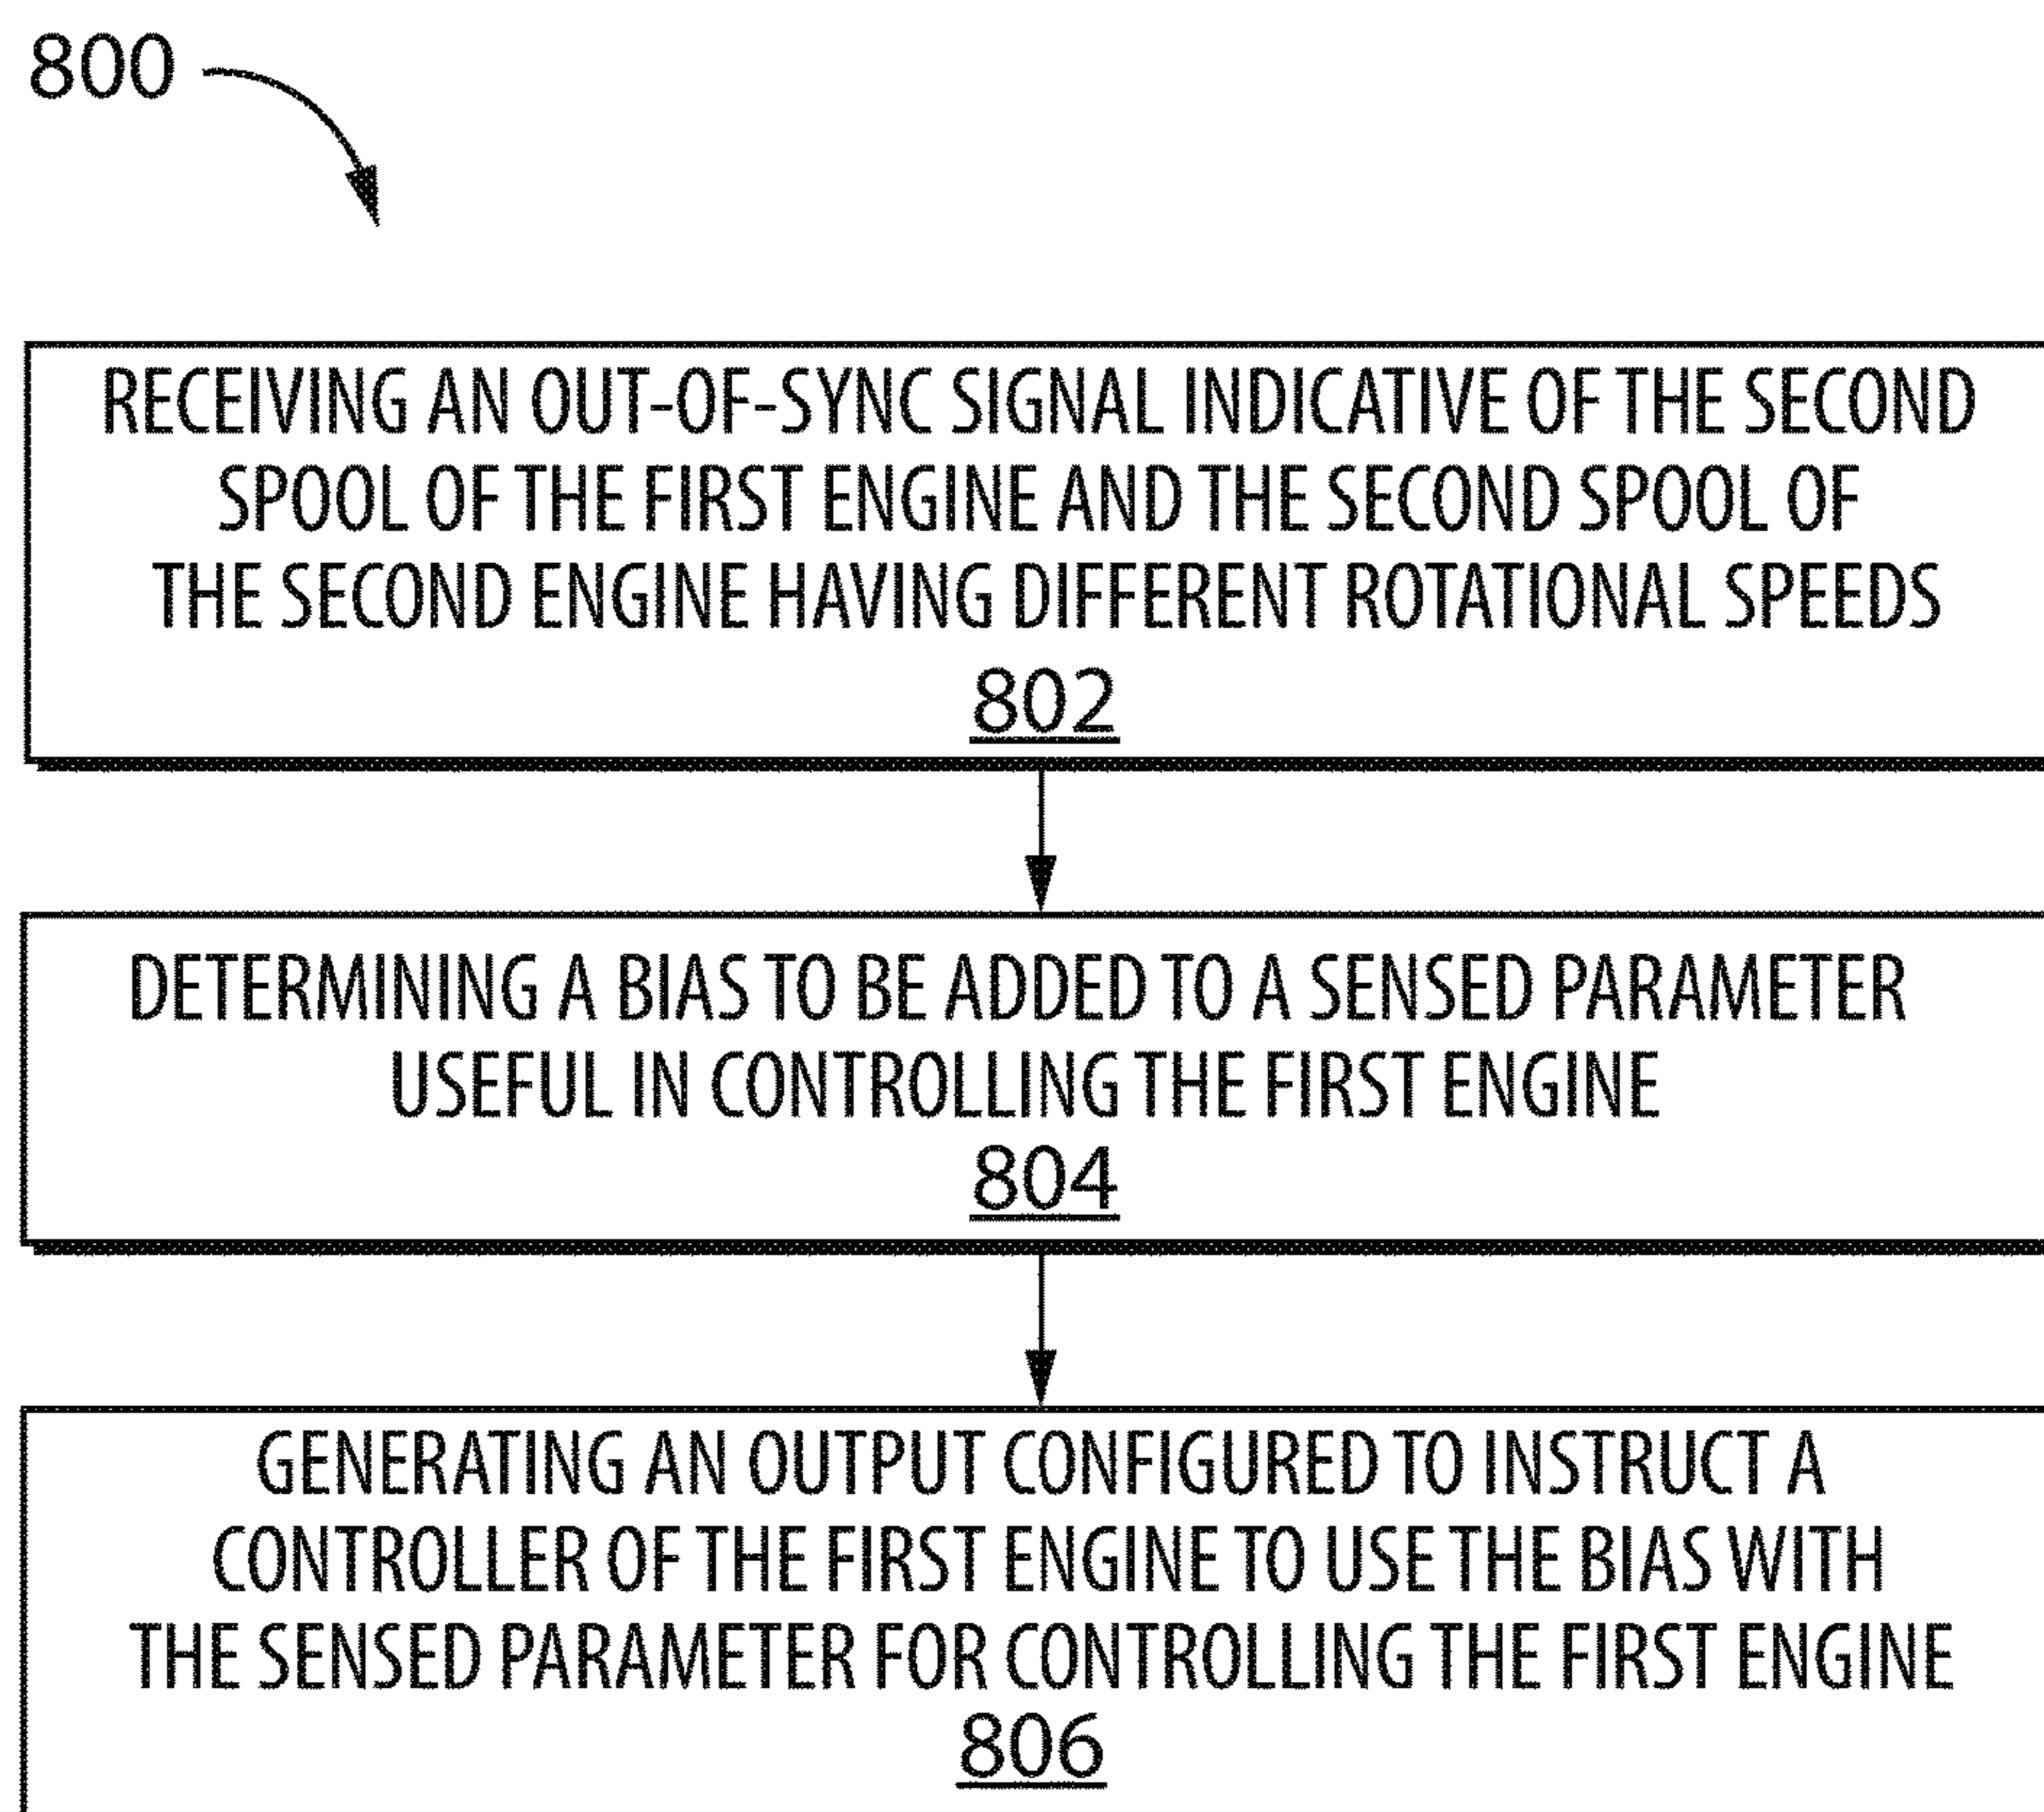 800
RECEIVING AN OUT-OF-SYNC SIGNAL INDICATIVE OF THE SECOND
SPOOL OF THE FIRST ENGINE AND THE SECOND SPOOL OF
THE SECOND ENGINE HAVING DIFFERENT ROTATIONAL SPEEDS
802
DETERMINING A BIAS TO BE ADDED TO A SENSED PARAMETER
USEFUL IN CONTROLLING THE FIRST ENGINE
804
GENERATING AN OUTPUT CONFIGURED TO INSTRUCT A
CONTROLLER OF THE FIRST ENGINE TO USE THE BIAS WITH
THE SENSED PARAMETER FOR CONTROLLING THE FIRST ENGINE
806